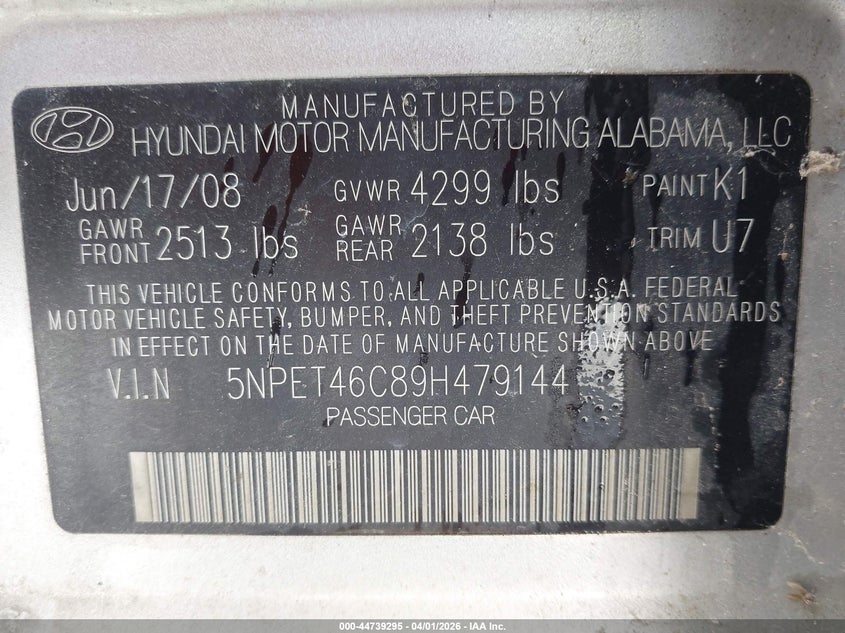 MANUFACTURED BY
HYUNDAI MOTOR MANUFACTURING ALABAMA, LLC
Jun/17/08 GVWR 4299 lbs PAINT K1
GAWR FRONT 2513 lbs GAWR REAR 2138 lbs TRIM U7
THIS VEHICLE CONFORMS TO ALL APPLICABLE U.S.A. FEDERAL
MOTOR VEHICLE SAFETY, BUMPER, AND THEFT PREVENTION STANDARDS
IN EFFECT ON THE DATE OF MANUFACTURE SHOWN ABOVE
V.I.N 5NPET46C89H479144
PASSENGER CAR
000-44739295 - 04/01/2026 - IAA Inc.